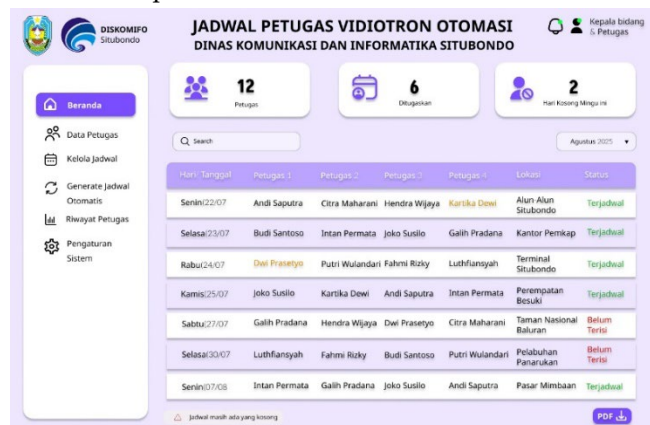 DISKOMIFO
Situbondo
JADWAL PETUGAS VIDIOTRON OTOMASI
DINAS KOMUNIKASI DAN INFORMATIKA SITUBONDO
Kepala bidang
& Petugas
12
Petugas
6
Ditugaskan
2
Hari Kosong Mingu ini
Beranda
Data Petugas
Kelola Jadwal
Generate Jadwal
Otomatis
Riwayat Petugas
Pengaturan
Sistem
Search
Agustus 2025
Hari/Tanggal Petugas 1 Petugas 2 Petugas 3 Petugas 4 Lokasi Status
Senin(22/07 Andi Saputra Citra Maharani Hendra Wijaya Kartika Dewi Alun-Alun Situbondo Terjadwal
Selasa(23/07 Budi Santoso Intan Permata Joko Susilo Galih Pradana Kantor Pemkap Terjadwal
Rabu(24/07 Dwi Prasetyo Putri Wulandari Fahmi Rizky Luthfiansyah Terminal Situbondo Terjadwal
Kamis(25/07 Joko Susilo Kartika Dewi Andi Saputra Intan Permata Perempatan Besuki Terjadwal
Sabtu(27/07 Galih Pradana Hendra Wijaya Dwi Prasetyo Citra Maharani Taman Nasional Baluran Belum Terisi
Selasa(30/07 Luthfiansyah Fahmi Rizky Budi Santoso Putri Wulandari Pelabuhan Panarukan Belum Terisi
Senin(07/08 Intan Permata Galih Pradana Joko Susilo Andi Saputra Pasar Mimbaan Terjadwal
Jadwal masih ada yang kosong
PDF